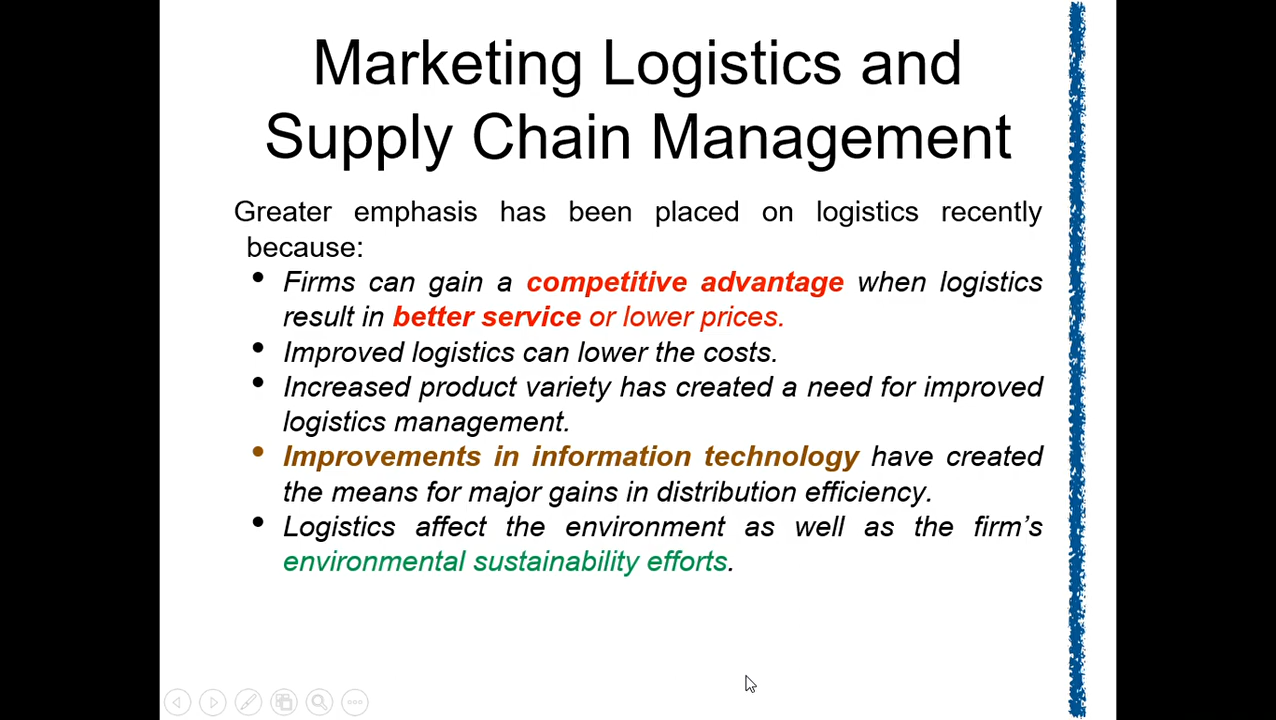 Marketing Logistics and
Supply Chain Management
Greater emphasis has been placed on logistics recently
because:
• Firms can gain a competitive advantage when logistics
result in better service or lower prices.
• Improved logistics can lower the costs.
• Increased product variety has created a need for improved
logistics management.
• Improvements in information technology have created
the means for major gains in distribution efficiency.
• Logistics affect the environment as well as the firm's
environmental sustainability efforts.